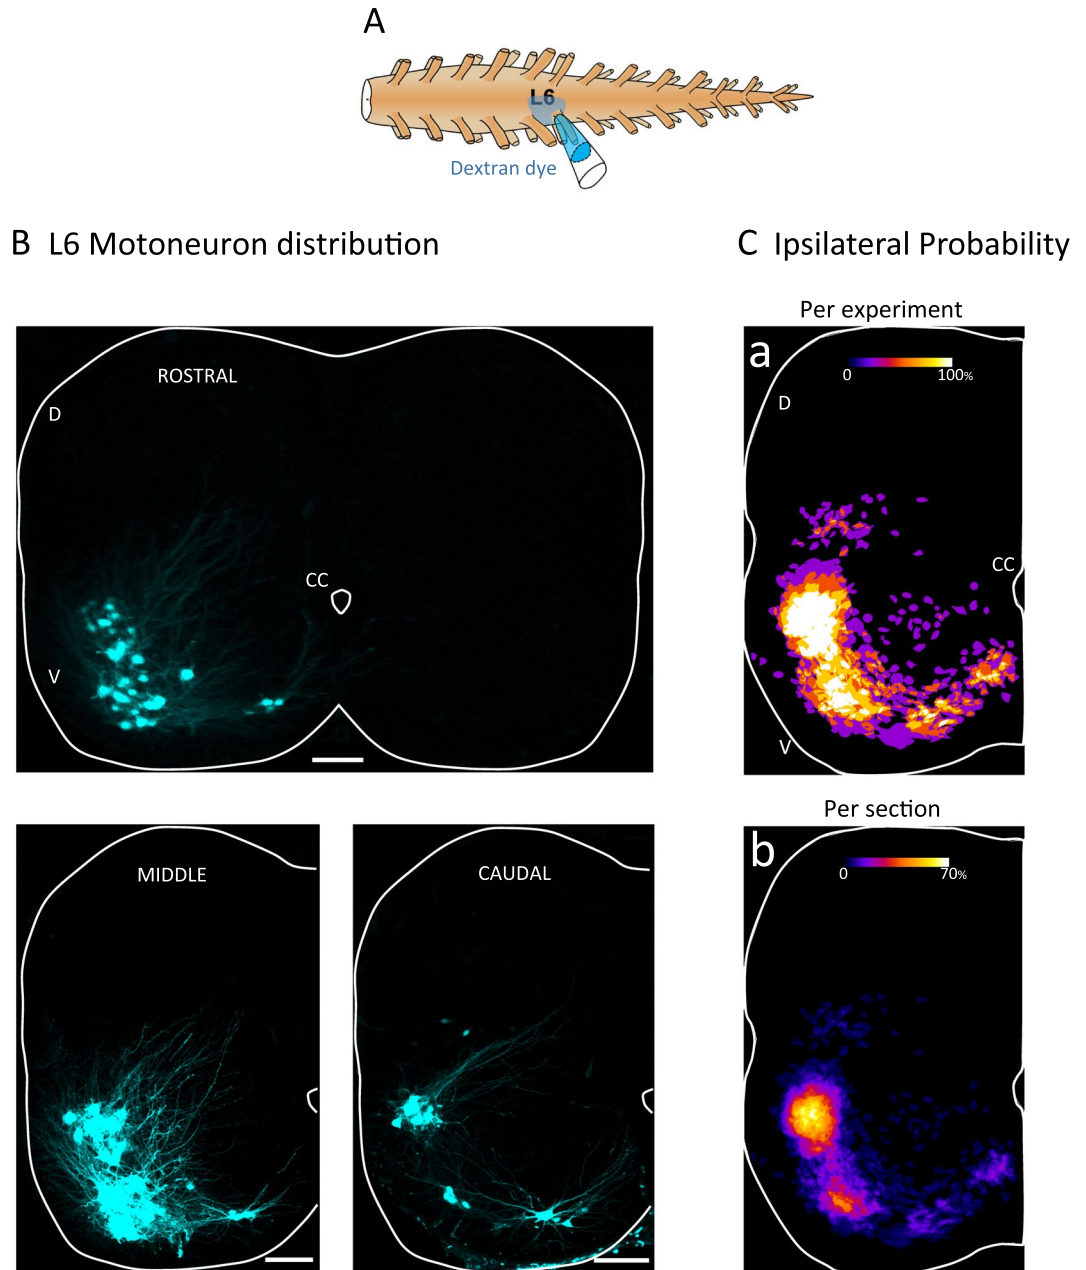 A
L6
Dextran dye
B L6 Motoneuron distribution
C Ipsilateral Probability
Per experiment
ROSTRAL
D
CC
V
a
0 100%
D
CC
V
MIDDLE
CAUDAL
Per section
b
0 70%